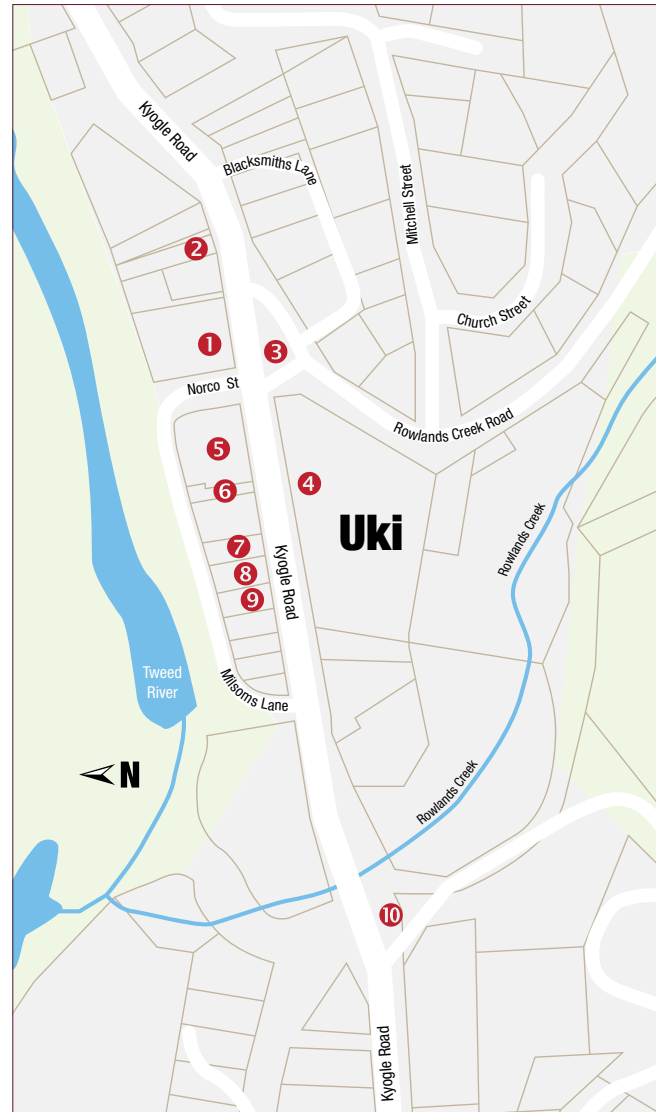 Kyogle Road
Blacksmiths Lane
Mitchell Street
2
Church Street
1
3
Norco St
Rowlands Creek Road
5
4
6
Uki
Rowlands Creek
7
8
Kyogle Road
9
Tweed
River
Milsoms Lane
N
Rowlands Creek
10
Kyogle Road